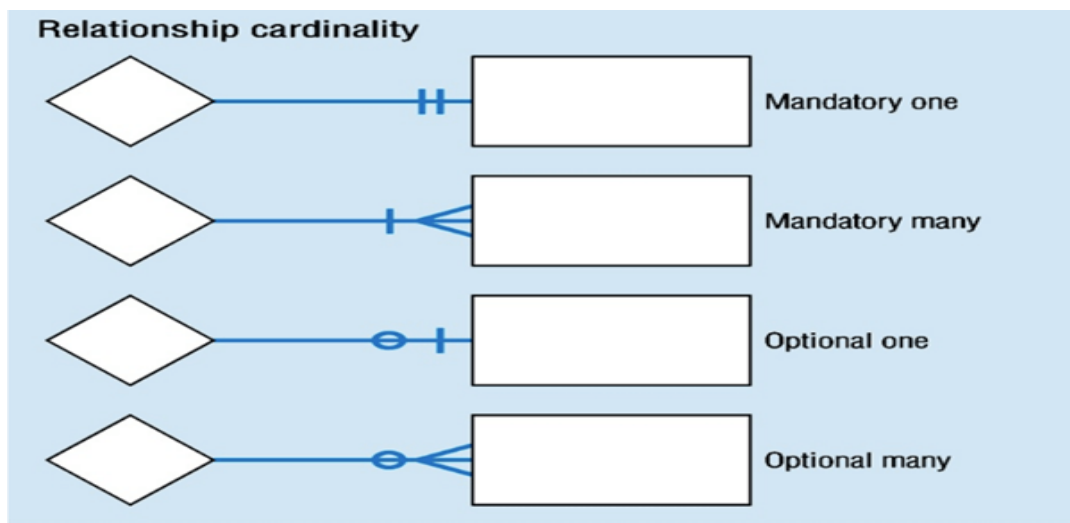 Relationship cardinality
Mandatory one
Mandatory many
Optional one
Optional many